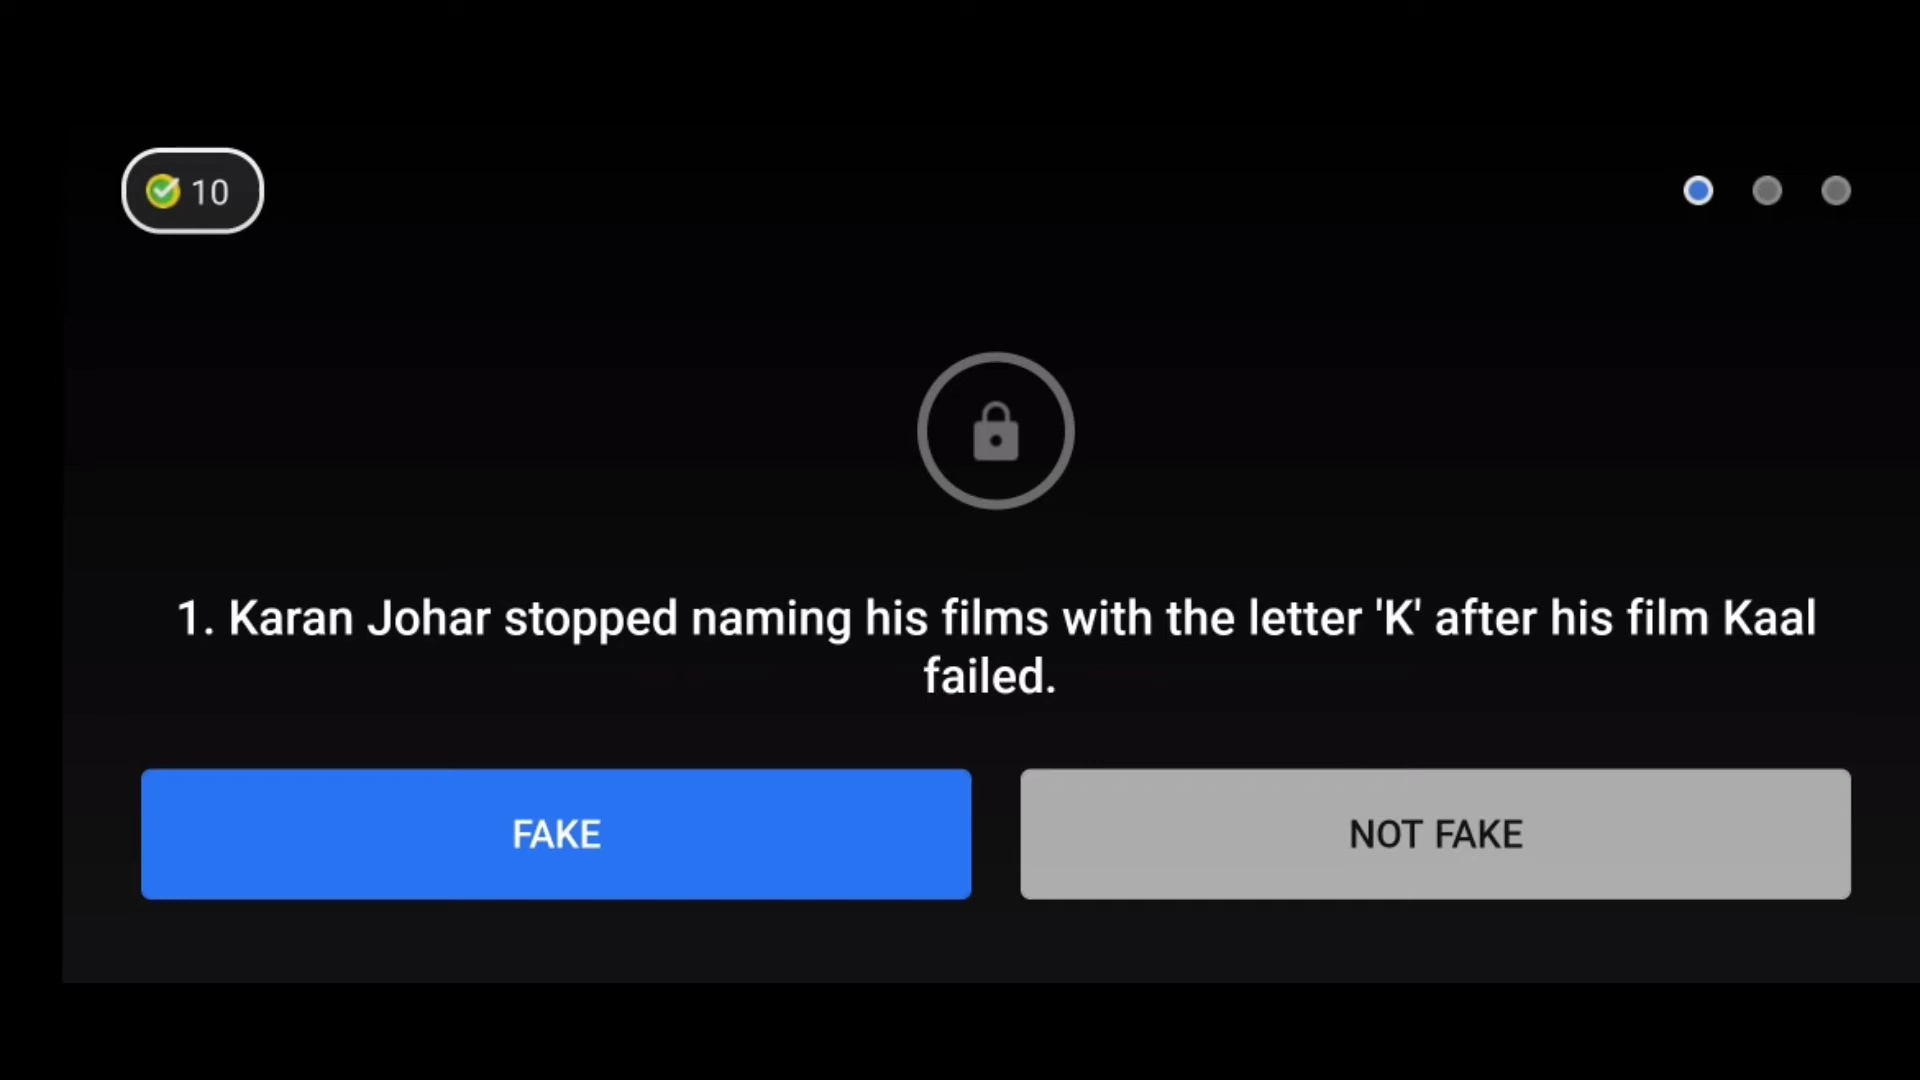 10
1. Karan Johar stopped naming his films with the letter 'K' after his film Kaal
failed.
FAKE
NOT FAKE